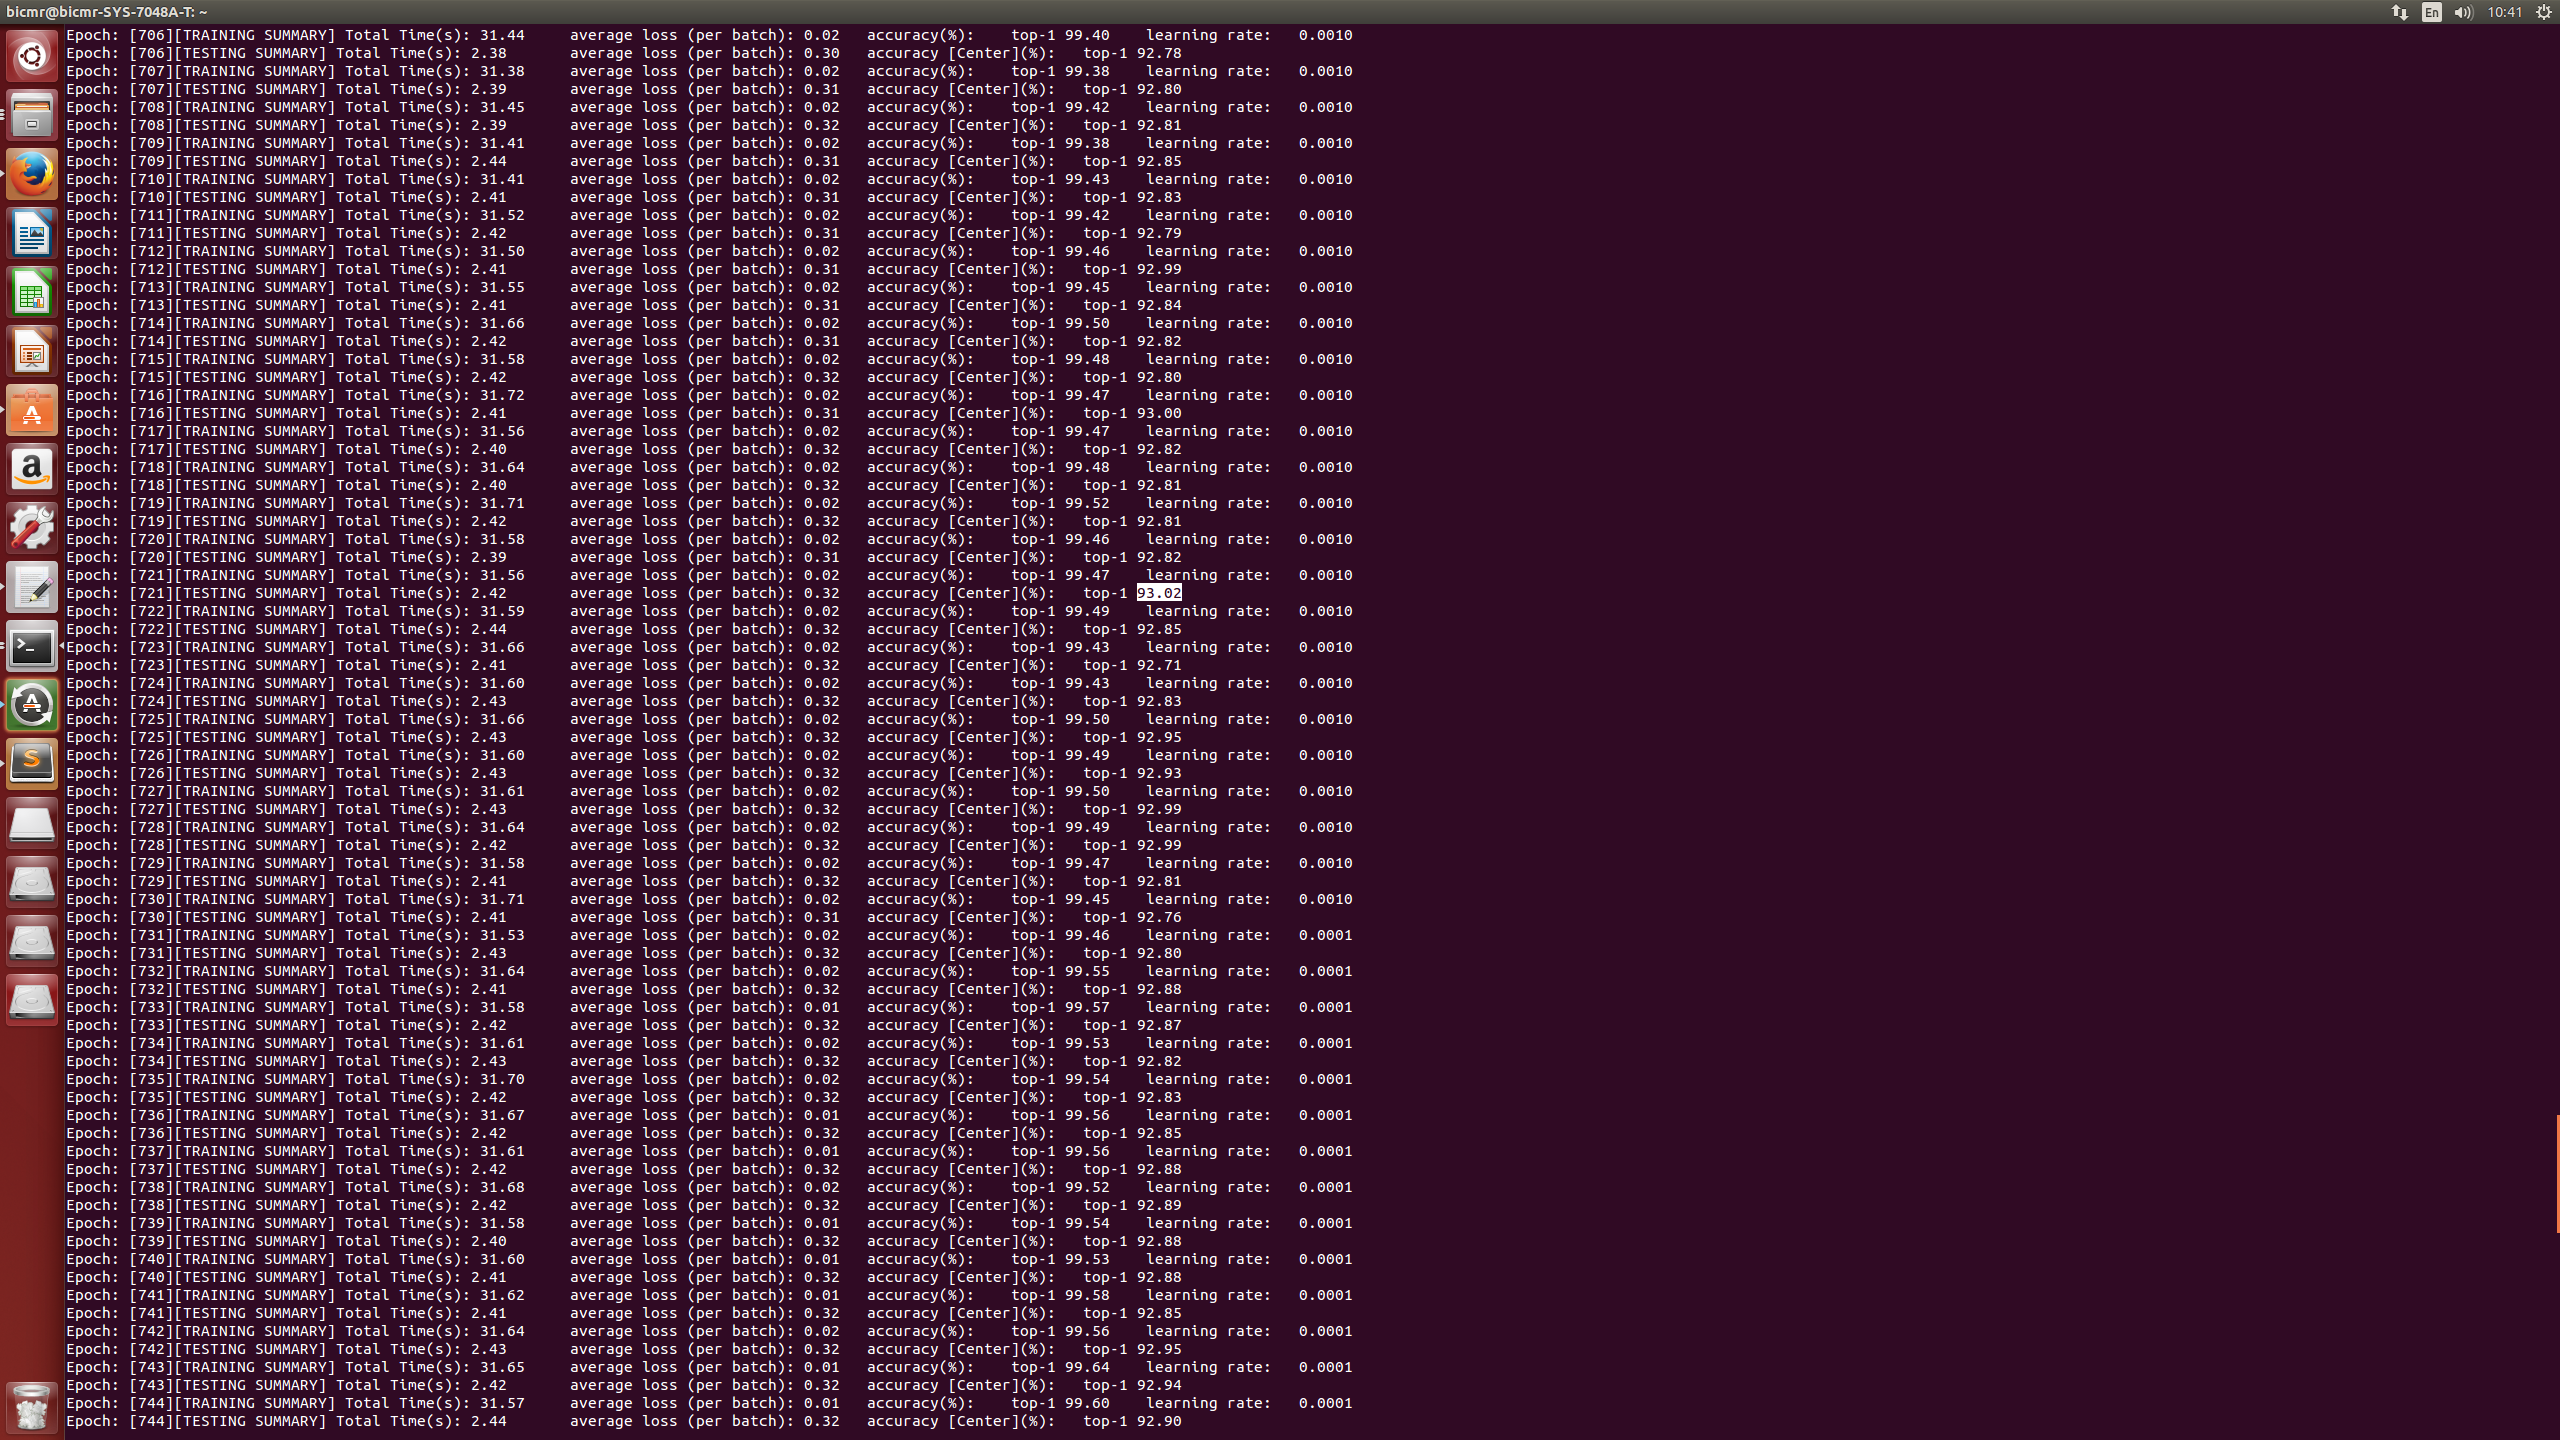 bicmr@bicmr-SYS-7048A-T: ~
En 10:41
Epoch: [706][TRAINING SUMMARY] Total Time(s): 31.44 average loss (per batch): 0.02 accuracy(%): top-1 99.40 learning rate: 0.0010
Epoch: [706][TESTING SUMMARY] Total Time(s): 2.38 average loss (per batch): 0.30 accuracy [Center](%): top-1 92.78
Epoch: [707][TRAINING SUMMARY] Total Time(s): 31.38 average loss (per batch): 0.02 accuracy(%): top-1 99.38 learning rate: 0.0010
Epoch: [707][TESTING SUMMARY] Total Time(s): 2.39 average loss (per batch): 0.31 accuracy [Center](%): top-1 92.80
Epoch: [708][TRAINING SUMMARY] Total Time(s): 31.45 average loss (per batch): 0.02 accuracy(%): top-1 99.42 learning rate: 0.0010
Epoch: [708][TESTING SUMMARY] Total Time(s): 2.39 average loss (per batch): 0.32 accuracy [Center](%): top-1 92.81
Epoch: [709][TRAINING SUMMARY] Total Time(s): 31.41 average loss (per batch): 0.02 accuracy(%): top-1 99.38 learning rate: 0.0010
Epoch: [709][TESTING SUMMARY] Total Time(s): 2.44 average loss (per batch): 0.31 accuracy [Center](%): top-1 92.85
Epoch: [710][TRAINING SUMMARY] Total Time(s): 31.41 average loss (per batch): 0.02 accuracy(%): top-1 99.43 learning rate: 0.0010
Epoch: [710][TESTING SUMMARY] Total Time(s): 2.41 average loss (per batch): 0.31 accuracy [Center](%): top-1 92.83
Epoch: [711][TRAINING SUMMARY] Total Time(s): 31.52 average loss (per batch): 0.02 accuracy(%): top-1 99.42 learning rate: 0.0010
Epoch: [711][TESTING SUMMARY] Total Time(s): 2.42 average loss (per batch): 0.31 accuracy [Center](%): top-1 92.79
Epoch: [712][TRAINING SUMMARY] Total Time(s): 31.50 average loss (per batch): 0.02 accuracy(%): top-1 99.46 learning rate: 0.0010
Epoch: [712][TESTING SUMMARY] Total Time(s): 2.41 average loss (per batch): 0.31 accuracy [Center](%): top-1 92.99
Epoch: [713][TRAINING SUMMARY] Total Time(s): 31.55 average loss (per batch): 0.02 accuracy(%): top-1 99.45 learning rate: 0.0010
Epoch: [713][TESTING SUMMARY] Total Time(s): 2.41 average loss (per batch): 0.31 accuracy [Center](%): top-1 92.84
Epoch: [714][TRAINING SUMMARY] Total Time(s): 31.66 average loss (per batch): 0.02 accuracy(%): top-1 99.50 learning rate: 0.0010
Epoch: [714][TESTING SUMMARY] Total Time(s): 2.42 average loss (per batch): 0.31 accuracy [Center](%): top-1 92.82
Epoch: [715][TRAINING SUMMARY] Total Time(s): 31.58 average loss (per batch): 0.02 accuracy(%): top-1 99.48 learning rate: 0.0010
Epoch: [715][TESTING SUMMARY] Total Time(s): 2.42 average loss (per batch): 0.32 accuracy [Center](%): top-1 92.80
Epoch: [716][TRAINING SUMMARY] Total Time(s): 31.72 average loss (per batch): 0.02 accuracy(%): top-1 99.47 learning rate: 0.0010
Epoch: [716][TESTING SUMMARY] Total Time(s): 2.41 average loss (per batch): 0.31 accuracy [Center](%): top-1 93.00
Epoch: [717][TRAINING SUMMARY] Total Time(s): 31.56 average loss (per batch): 0.02 accuracy(%): top-1 99.47 learning rate: 0.0010
Epoch: [717][TESTING SUMMARY] Total Time(s): 2.40 average loss (per batch): 0.32 accuracy [Center](%): top-1 92.82
Epoch: [718][TRAINING SUMMARY] Total Time(s): 31.64 average loss (per batch): 0.02 accuracy(%): top-1 99.48 learning rate: 0.0010
Epoch: [718][TESTING SUMMARY] Total Time(s): 2.40 average loss (per batch): 0.32 accuracy [Center](%): top-1 92.81
Epoch: [719][TRAINING SUMMARY] Total Time(s): 31.71 average loss (per batch): 0.02 accuracy(%): top-1 99.52 learning rate: 0.0010
Epoch: [719][TESTING SUMMARY] Total Time(s): 2.42 average loss (per batch): 0.32 accuracy [Center](%): top-1 92.81
Epoch: [720][TRAINING SUMMARY] Total Time(s): 31.58 average loss (per batch): 0.02 accuracy(%): top-1 99.46 learning rate: 0.0010
Epoch: [720][TESTING SUMMARY] Total Time(s): 2.39 average loss (per batch): 0.31 accuracy [Center](%): top-1 92.82
Epoch: [721][TRAINING SUMMARY] Total Time(s): 31.56 average loss (per batch): 0.02 accuracy(%): top-1 99.47 learning rate: 0.0010
Epoch: [721][TESTING SUMMARY] Total Time(s): 2.42 average loss (per batch): 0.32 accuracy [Center](%): top-1 93.02
Epoch: [722][TRAINING SUMMARY] Total Time(s): 31.59 average loss (per batch): 0.02 accuracy(%): top-1 99.49 learning rate: 0.0010
Epoch: [722][TESTING SUMMARY] Total Time(s): 2.44 average loss (per batch): 0.32 accuracy [Center](%): top-1 92.85
Epoch: [723][TRAINING SUMMARY] Total Time(s): 31.66 average loss (per batch): 0.02 accuracy(%): top-1 99.43 learning rate: 0.0010
Epoch: [723][TESTING SUMMARY] Total Time(s): 2.41 average loss (per batch): 0.32 accuracy [Center](%): top-1 92.71
Epoch: [724][TRAINING SUMMARY] Total Time(s): 31.60 average loss (per batch): 0.02 accuracy(%): top-1 99.43 learning rate: 0.0010
Epoch: [724][TESTING SUMMARY] Total Time(s): 2.43 average loss (per batch): 0.32 accuracy [Center](%): top-1 92.83
Epoch: [725][TRAINING SUMMARY] Total Time(s): 31.66 average loss (per batch): 0.02 accuracy(%): top-1 99.50 learning rate: 0.0010
Epoch: [725][TESTING SUMMARY] Total Time(s): 2.43 average loss (per batch): 0.32 accuracy [Center](%): top-1 92.95
Epoch: [726][TRAINING SUMMARY] Total Time(s): 31.60 average loss (per batch): 0.02 accuracy(%): top-1 99.49 learning rate: 0.0010
Epoch: [726][TESTING SUMMARY] Total Time(s): 2.43 average loss (per batch): 0.32 accuracy [Center](%): top-1 92.93
Epoch: [727][TRAINING SUMMARY] Total Time(s): 31.61 average loss (per batch): 0.02 accuracy(%): top-1 99.50 learning rate: 0.0010
Epoch: [727][TESTING SUMMARY] Total Time(s): 2.43 average loss (per batch): 0.32 accuracy [Center](%): top-1 92.99
Epoch: [728][TRAINING SUMMARY] Total Time(s): 31.64 average loss (per batch): 0.02 accuracy(%): top-1 99.49 learning rate: 0.0010
Epoch: [728][TESTING SUMMARY] Total Time(s): 2.42 average loss (per batch): 0.32 accuracy [Center](%): top-1 92.99
Epoch: [729][TRAINING SUMMARY] Total Time(s): 31.58 average loss (per batch): 0.02 accuracy(%): top-1 99.47 learning rate: 0.0010
Epoch: [729][TESTING SUMMARY] Total Time(s): 2.41 average loss (per batch): 0.32 accuracy [Center](%): top-1 92.81
Epoch: [730][TRAINING SUMMARY] Total Time(s): 31.71 average loss (per batch): 0.02 accuracy(%): top-1 99.45 learning rate: 0.0010
Epoch: [730][TESTING SUMMARY] Total Time(s): 2.41 average loss (per batch): 0.31 accuracy [Center](%): top-1 92.76
Epoch: [731][TRAINING SUMMARY] Total Time(s): 31.53 average loss (per batch): 0.02 accuracy(%): top-1 99.46 learning rate: 0.0001
Epoch: [731][TESTING SUMMARY] Total Time(s): 2.43 average loss (per batch): 0.32 accuracy [Center](%): top-1 92.80
Epoch: [732][TRAINING SUMMARY] Total Time(s): 31.64 average loss (per batch): 0.02 accuracy(%): top-1 99.55 learning rate: 0.0001
Epoch: [732][TESTING SUMMARY] Total Time(s): 2.41 average loss (per batch): 0.32 accuracy [Center](%): top-1 92.88
Epoch: [733][TRAINING SUMMARY] Total Time(s): 31.58 average loss (per batch): 0.01 accuracy(%): top-1 99.57 learning rate: 0.0001
Epoch: [733][TESTING SUMMARY] Total Time(s): 2.42 average loss (per batch): 0.32 accuracy [Center](%): top-1 92.87
Epoch: [734][TRAINING SUMMARY] Total Time(s): 31.61 average loss (per batch): 0.02 accuracy(%): top-1 99.53 learning rate: 0.0001
Epoch: [734][TESTING SUMMARY] Total Time(s): 2.43 average loss (per batch): 0.32 accuracy [Center](%): top-1 92.82
Epoch: [735][TRAINING SUMMARY] Total Time(s): 31.70 average loss (per batch): 0.02 accuracy(%): top-1 99.54 learning rate: 0.0001
Epoch: [735][TESTING SUMMARY] Total Time(s): 2.42 average loss (per batch): 0.32 accuracy [Center](%): top-1 92.83
Epoch: [736][TRAINING SUMMARY] Total Time(s): 31.67 average loss (per batch): 0.01 accuracy(%): top-1 99.56 learning rate: 0.0001
Epoch: [736][TESTING SUMMARY] Total Time(s): 2.42 average loss (per batch): 0.32 accuracy [Center](%): top-1 92.85
Epoch: [737][TRAINING SUMMARY] Total Time(s): 31.61 average loss (per batch): 0.01 accuracy(%): top-1 99.56 learning rate: 0.0001
Epoch: [737][TESTING SUMMARY] Total Time(s): 2.42 average loss (per batch): 0.32 accuracy [Center](%): top-1 92.88
Epoch: [738][TRAINING SUMMARY] Total Time(s): 31.68 average loss (per batch): 0.02 accuracy(%): top-1 99.52 learning rate: 0.0001
Epoch: [738][TESTING SUMMARY] Total Time(s): 2.42 average loss (per batch): 0.32 accuracy [Center](%): top-1 92.89
Epoch: [739][TRAINING SUMMARY] Total Time(s): 31.58 average loss (per batch): 0.01 accuracy(%): top-1 99.54 learning rate: 0.0001
Epoch: [739][TESTING SUMMARY] Total Time(s): 2.40 average loss (per batch): 0.32 accuracy [Center](%): top-1 92.88
Epoch: [740][TRAINING SUMMARY] Total Time(s): 31.60 average loss (per batch): 0.01 accuracy(%): top-1 99.53 learning rate: 0.0001
Epoch: [740][TESTING SUMMARY] Total Time(s): 2.41 average loss (per batch): 0.32 accuracy [Center](%): top-1 92.88
Epoch: [741][TRAINING SUMMARY] Total Time(s): 31.62 average loss (per batch): 0.01 accuracy(%): top-1 99.58 learning rate: 0.0001
Epoch: [741][TESTING SUMMARY] Total Time(s): 2.41 average loss (per batch): 0.32 accuracy [Center](%): top-1 92.85
Epoch: [742][TRAINING SUMMARY] Total Time(s): 31.64 average loss (per batch): 0.02 accuracy(%): top-1 99.56 learning rate: 0.0001
Epoch: [742][TESTING SUMMARY] Total Time(s): 2.43 average loss (per batch): 0.32 accuracy [Center](%): top-1 92.95
Epoch: [743][TRAINING SUMMARY] Total Time(s): 31.65 average loss (per batch): 0.01 accuracy(%): top-1 99.64 learning rate: 0.0001
Epoch: [743][TESTING SUMMARY] Total Time(s): 2.42 average loss (per batch): 0.32 accuracy [Center](%): top-1 92.94
Epoch: [744][TRAINING SUMMARY] Total Time(s): 31.57 average loss (per batch): 0.01 accuracy(%): top-1 99.60 learning rate: 0.0001
Epoch: [744][TESTING SUMMARY] Total Time(s): 2.44 average loss (per batch): 0.32 accuracy [Center](%): top-1 92.90